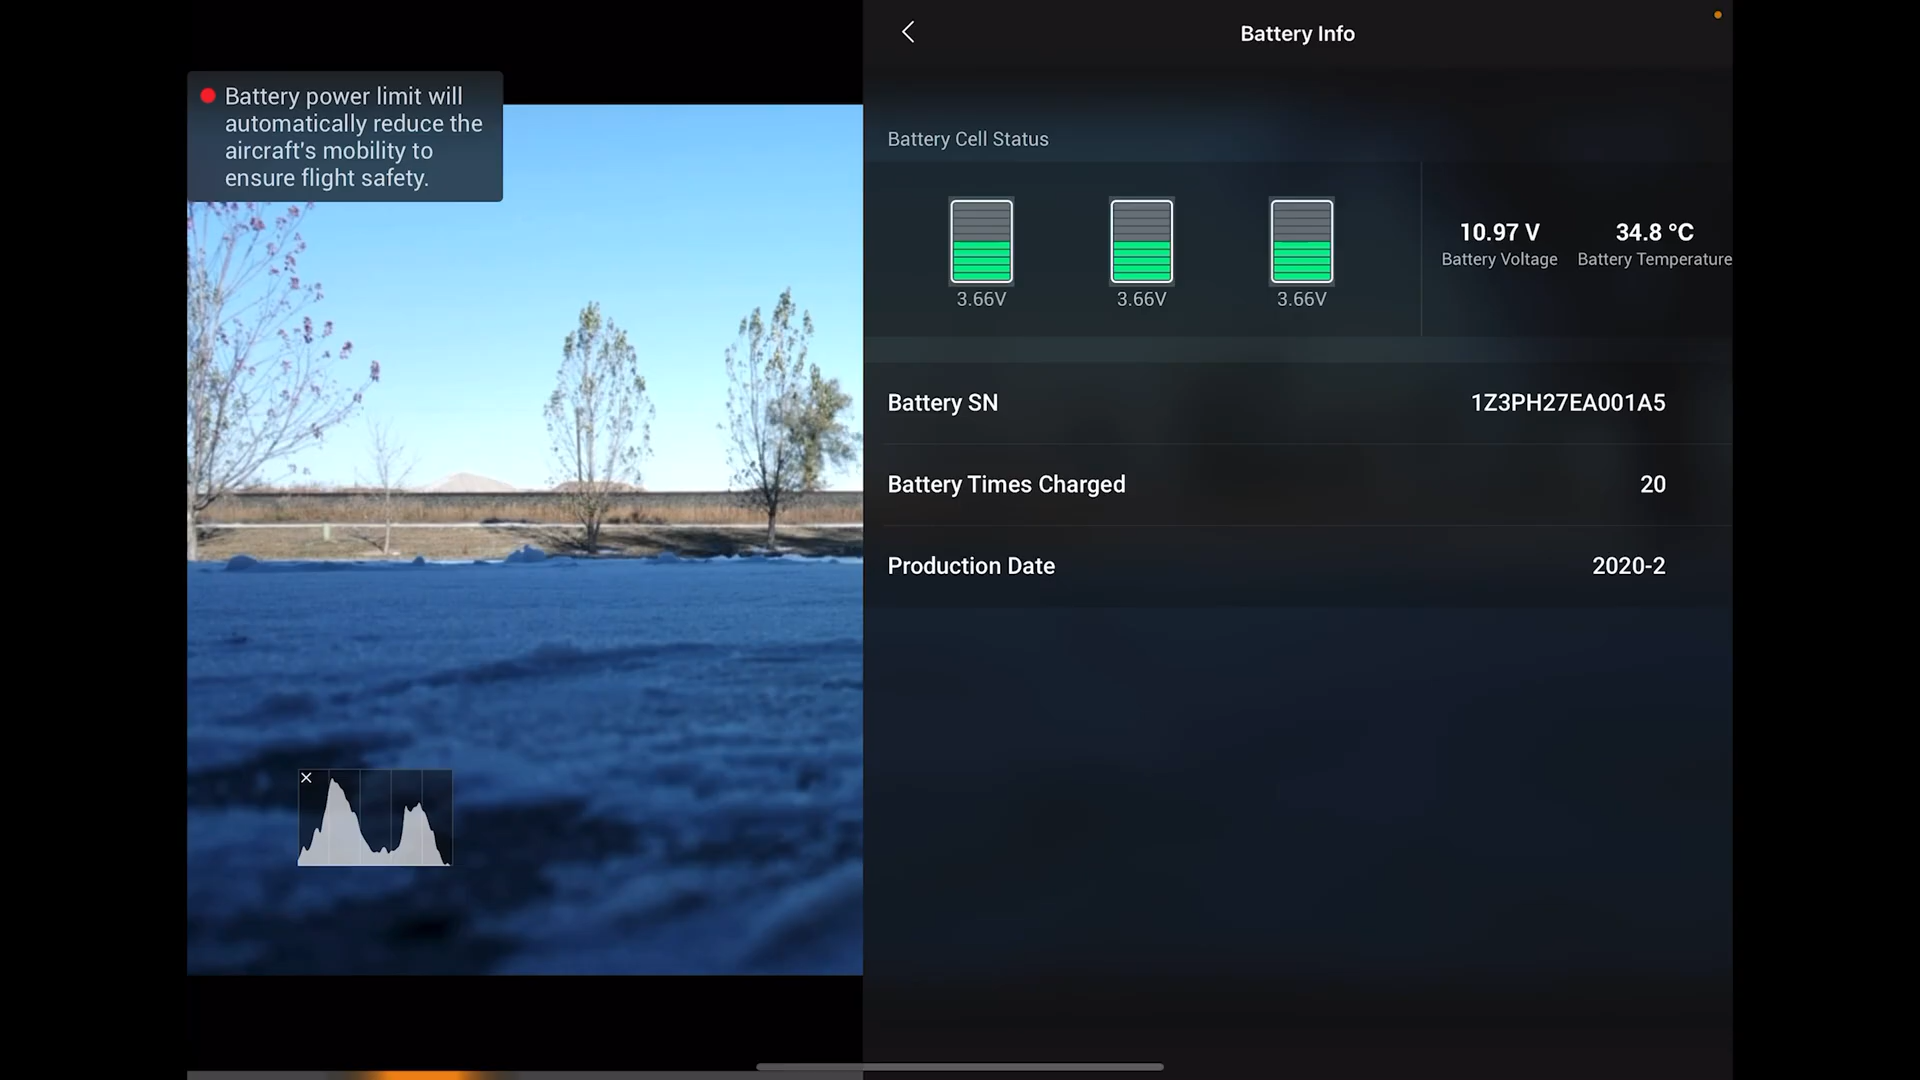 Battery power limit will
automatically reduce the
aircraft's mobility to
ensure flight safety.
Battery Info
Battery Cell Status
3.66V
3.66V
3.66V
10.97 V
Battery Voltage
34.8 °C
Battery Temperature
Battery SN
1Z3PH27EA001A5
Battery Times Charged
20
Production Date
2020-2